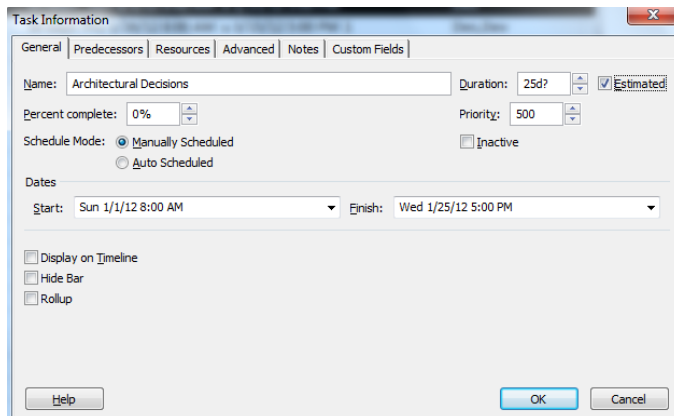 Task Information
General Predecessors Resources Advanced Notes Custom Fields
Name: Architectural Decisions Duration: 25d? Estimated
Percent complete: 0% Priority: 500
Schedule Mode: Manually Scheduled Inactive
Auto Scheduled
Dates
Start: Sun 1/1/12 8:00 AM Finish: Wed 1/25/12 5:00 PM
Display on Timeline
Hide Bar
Rollup
Help OK Cancel